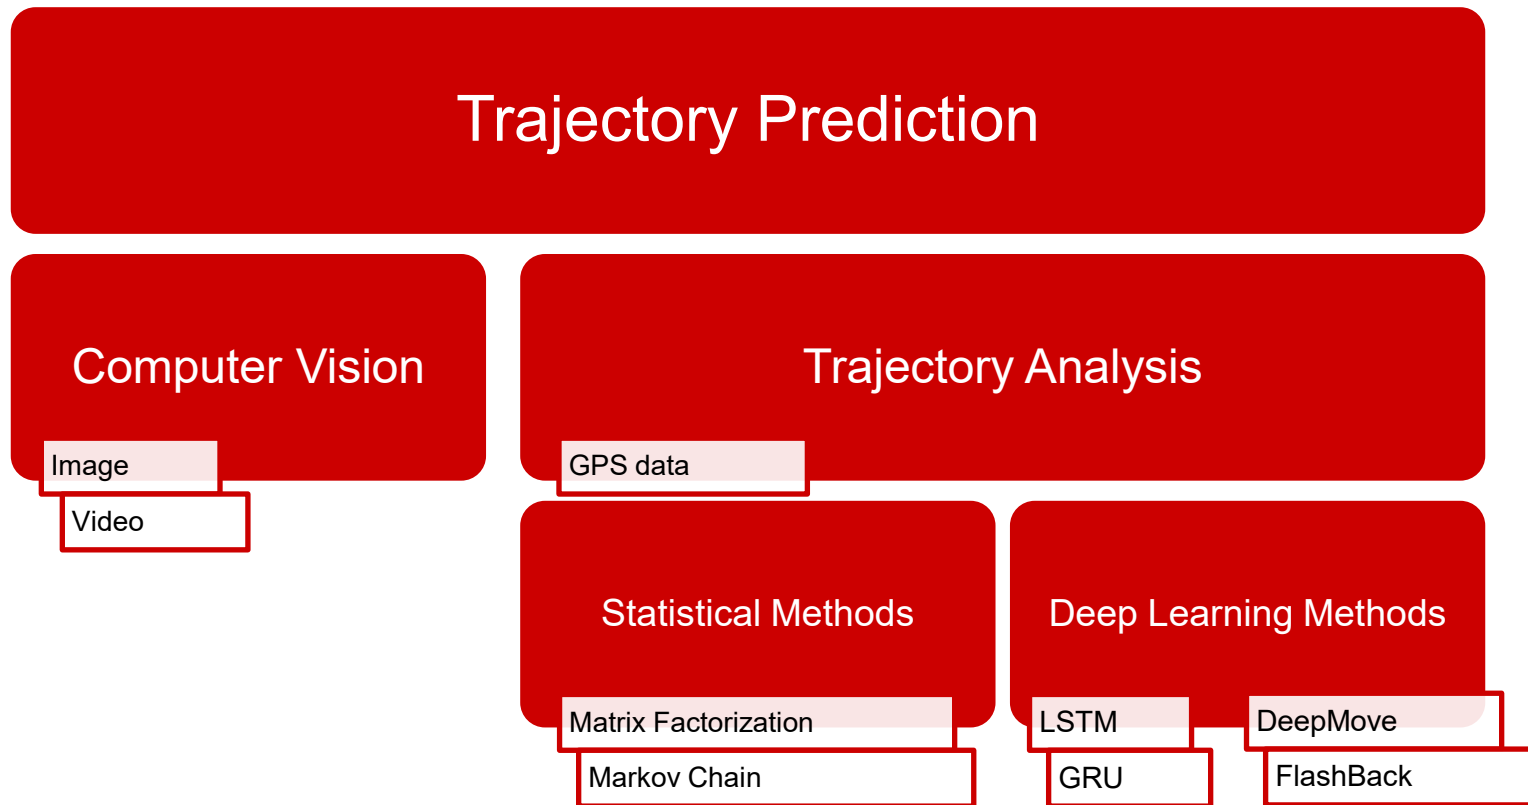 Trajectory Prediction
Computer Vision
Image
Video
Trajectory Analysis
GPS data
Statistical Methods
Matrix Factorization
Markov Chain
Deep Learning Methods
LSTM
GRU
DeepMove
FlashBack